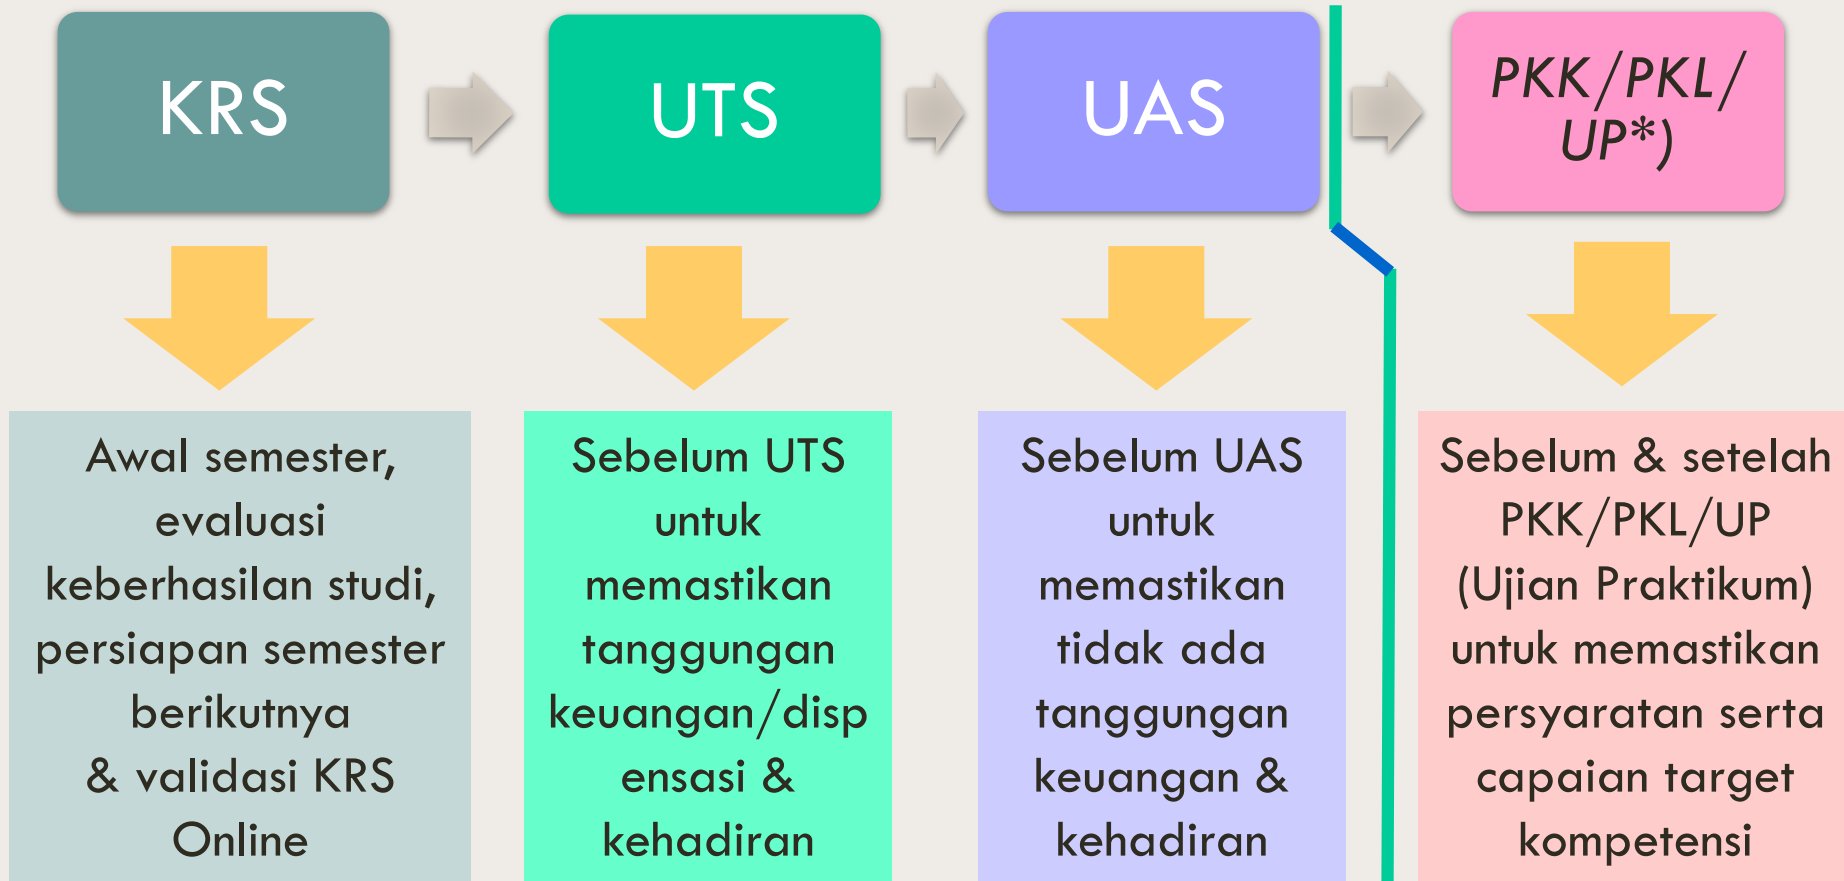 KRS
UTS
UAS
PKK/PKL/
UP*)
Awal semester,
evaluasi
keberhasilan studi,
persiapan semester
berikutnya
& validasi KRS
Online
Sebelum UTS
untuk
memastikan
tanggungan
keuangan/disp
ensasi &
kehadiran
Sebelum UAS
untuk
memastikan
tidak ada
tanggungan
keuangan &
kehadiran
Sebelum & setelah
PKK/PKL/UP
(Ujian Praktikum)
untuk memastikan
persyaratan serta
capaian target
kompetensi